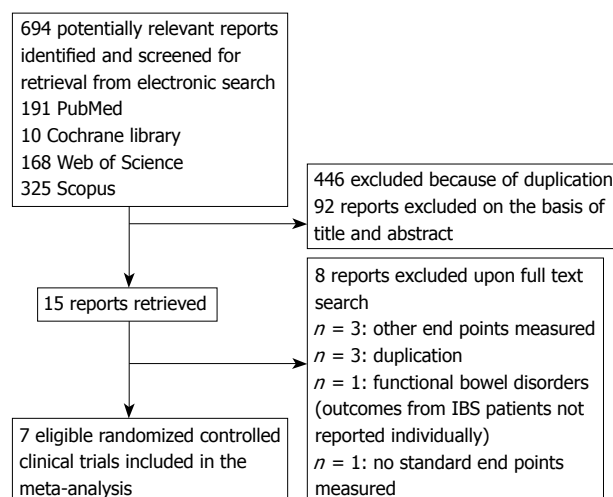 694 potentially relevant reports
identified and screened for
retrieval from electronic search
191 PubMed
10 Cochrane library
168 Web of Science
325 Scopus
446 excluded because of duplication
92 reports excluded on the basis of
title and abstract
15 reports retrieved
8 reports excluded upon full text
search
n = 3: other end points measured
n = 3: duplication
n = 1: functional bowel disorders
(outcomes from IBS patients not
reported individually)
n = 1: no standard end points
measured
7 eligible randomized controlled
clinical trials included in the
meta-analysis